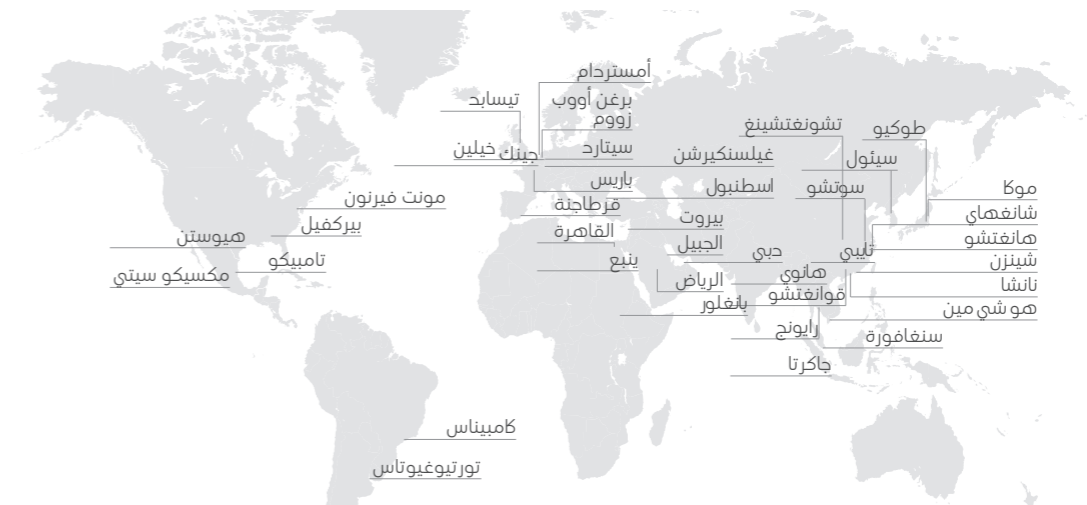 أمستردام
تيسايد
برغن أووب
زووم
سيتارد
جينك
خيلين
غيلسنكيرشن
باريس
اسطنبول
قرطاجنة
بيروت
القاهرة
الجبيل
ينبع
دبي
الرياض
بانغلور
تشونغتشينغ
طوكيو
سيئول
سوتشو
موكا
شانغهاي
هانغتشو
تايبي
شينزن
هانوي
نانشا
قوانغتشو
هو شي مين
رايونج
سنغافورة
جاكرتا
مونت فيرنون
بيركفيل
هيوستن
تامبيكو
مكسيكو سيتي
كامبيناس
تورتيوغيوتاس